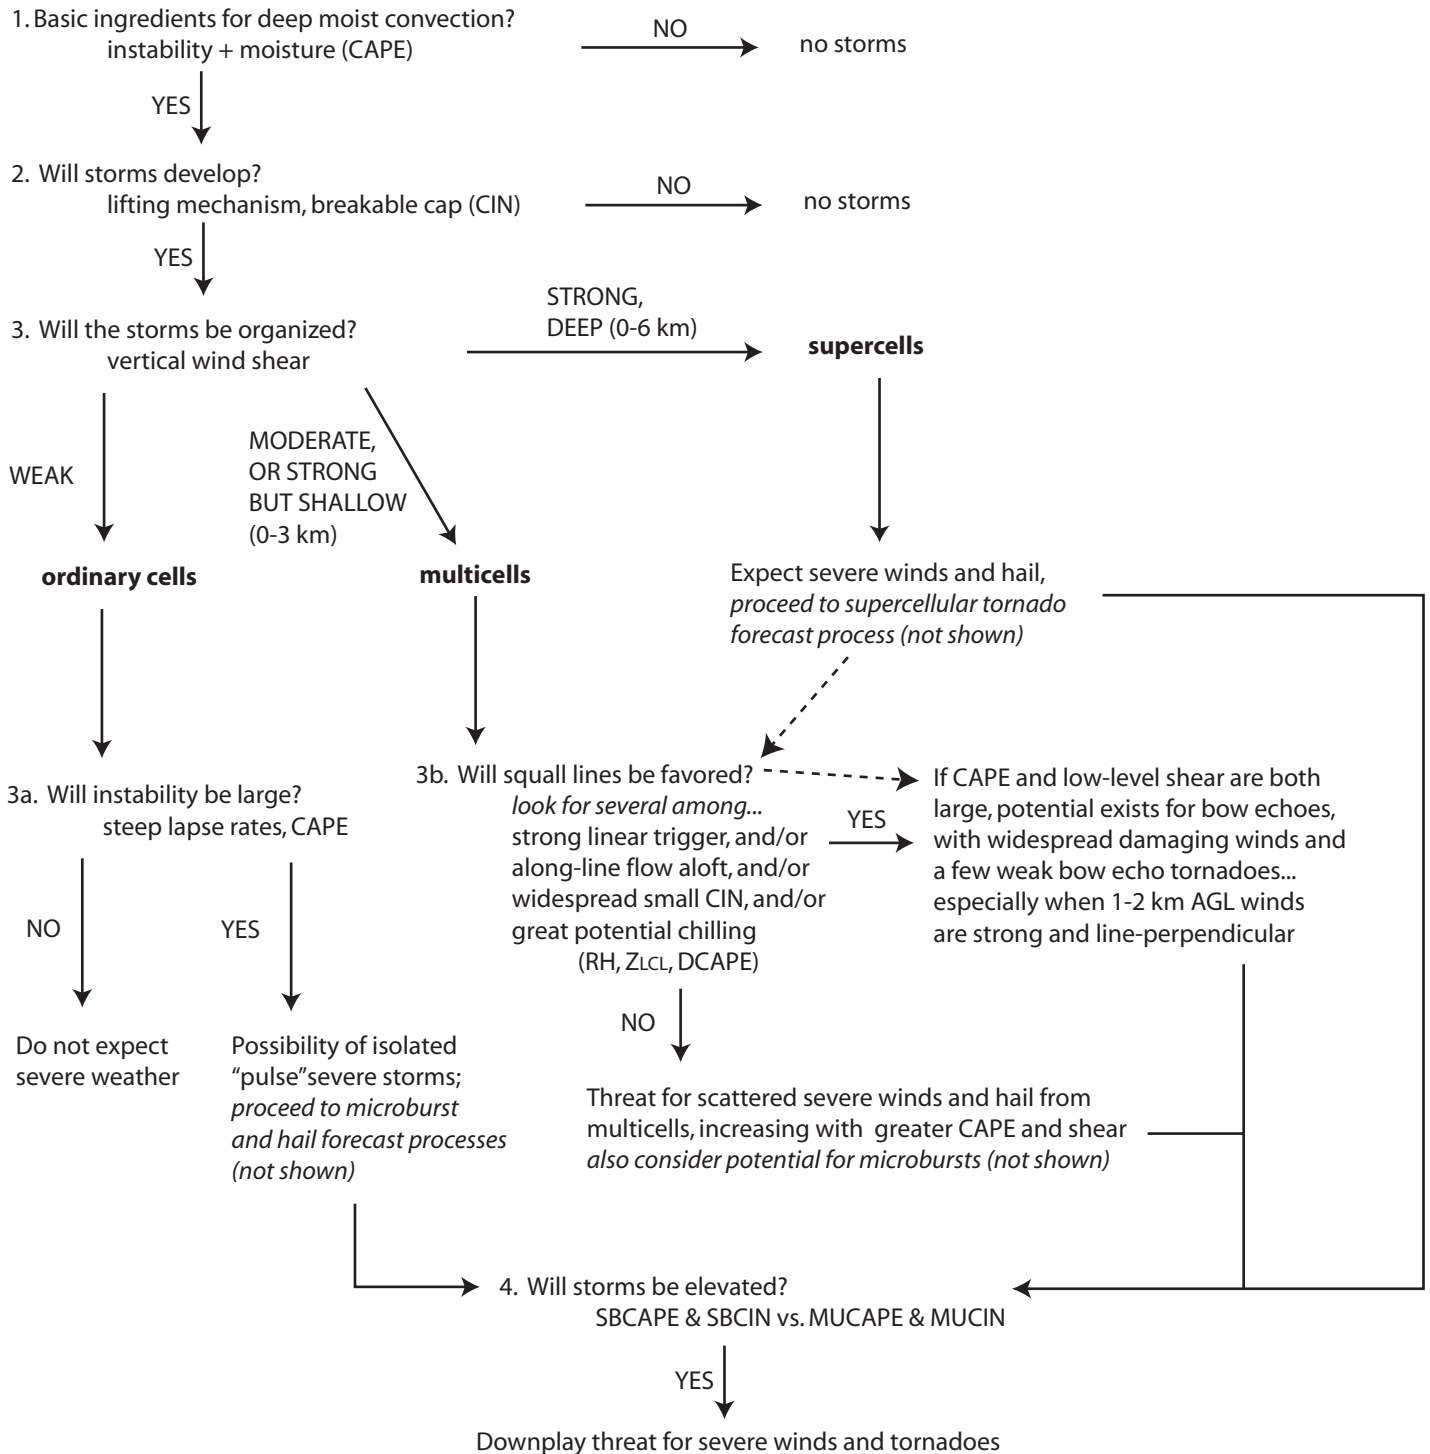 1. Basic ingredients for deep moist convection?
instability + moisture (CAPE)
NO
no storms
YES
2. Will storms develop?
lifting mechanism, breakable cap (CIN)
NO
no storms
YES
3. Will the storms be organized?
vertical wind shear
STRONG,
DEEP (0-6 km)
supercells
WEAK
MODERATE,
OR STRONG
BUT SHALLOW
(0-3 km)
ordinary cells
multicells
Expect severe winds and hail,
proceed to supercellular tornado
forecast process (not shown)
3a. Will instability be large?
steep lapse rates, CAPE
NO
YES
Do not expect
severe weather
Possibility of isolated
“pulse”severe storms;
proceed to microburst
and hail forecast processes
(not shown)
3b. Will squall lines be favored?
look for several among...
strong linear trigger, and/or
along-line flow aloft, and/or
widespread small CIN, and/or
great potential chilling
(RH, ZLCL, DCAPE)
YES
If CAPE and low-level shear are both
large, potential exists for bow echoes,
with widespread damaging winds and
a few weak bow echo tornadoes...
especially when 1-2 km AGL winds
are strong and line-perpendicular
NO
Threat for scattered severe winds and hail from
multicells, increasing with greater CAPE and shear
also consider potential for microbursts (not shown)
4. Will storms be elevated?
SBCAPE & SBCIN vs. MUCAPE & MUCIN
YES
Downplay threat for severe winds and tornadoes